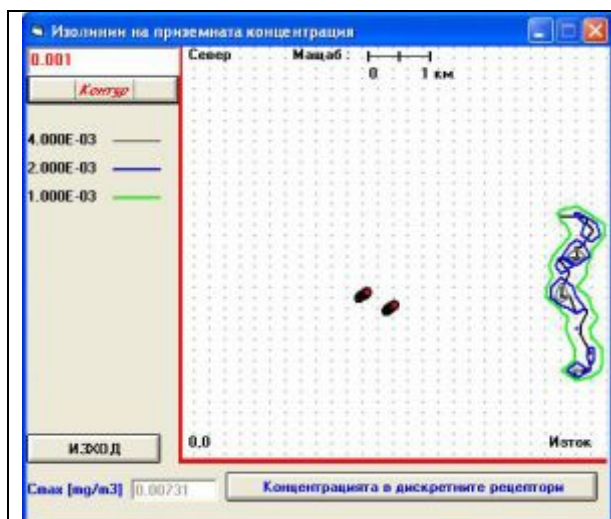 Изолинии на приземната концентрация
0.001
Контур
4.000E-03
2.000E-03
1.000E-03
Север
Мащаб :
0 1 км
0,0
Изток
ИЗХОД
Cmax [mg/m3] 0.00731
Концентрацията в дискретните рецептори